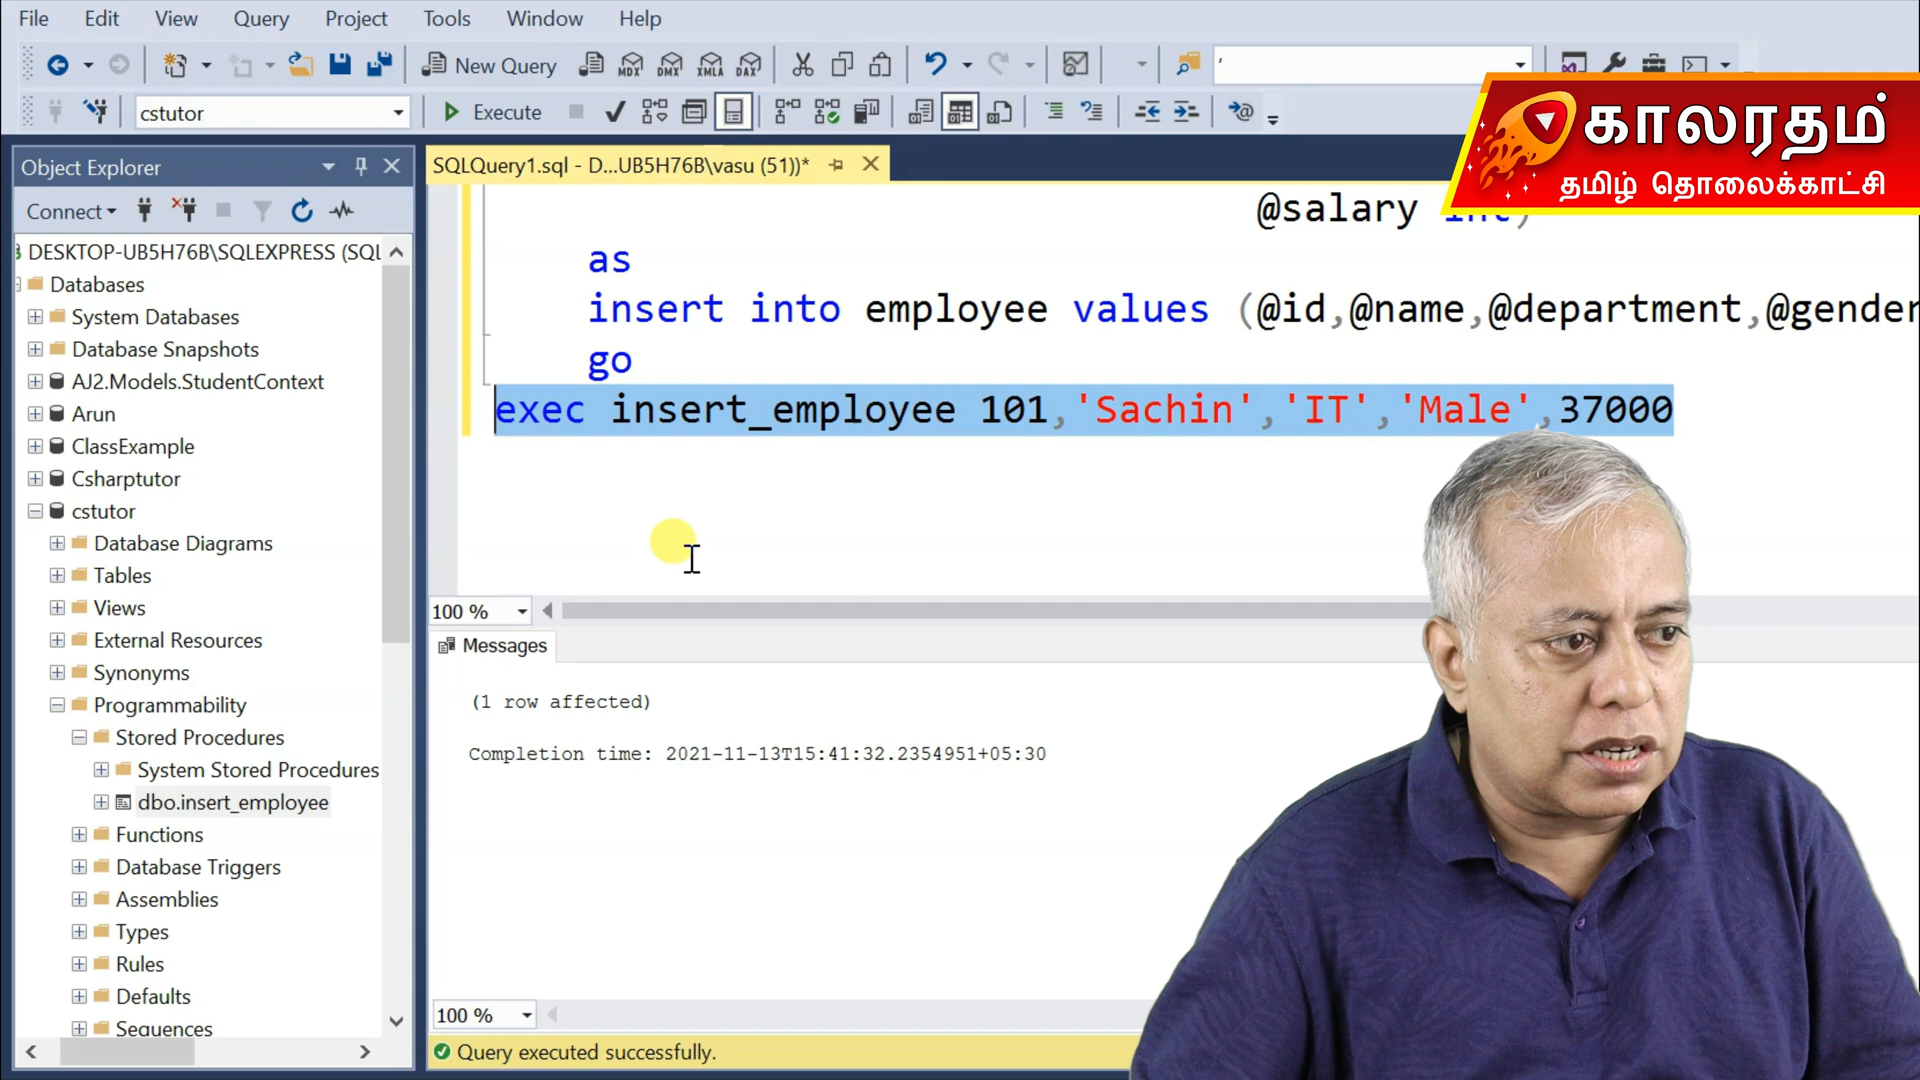 File Edit View Query Project Tools Window Help
New Query MDX DMX XMLA DAX
cstutor Execute
காலரதம்
தமிழ் தொலைக்காட்சி
Object Explorer
Connect
DESKTOP-UB5H76B\SQLEXPRESS (SQL
Databases
System Databases
Database Snapshots
AJ2.Models.StudentContext
Arun
ClassExample
Csharptutor
cstutor
Database Diagrams
Tables
Views
External Resources
Synonyms
Programmability
Stored Procedures
System Stored Procedures
dbo.insert_employee
Functions
Database Triggers
Assemblies
Types
Rules
Defaults
Sequences
SQLQuery1.sql - D...UB5H76B\vasu (51))*
@salary int)
as
insert into employee values (@id,@name,@department,@gender
go
exec insert_employee 101,'Sachin','IT','Male',37000
100 %
Messages
(1 row affected)
Completion time: 2021-11-13T15:41:32.2354951+05:30
100 %
Query executed successfully.